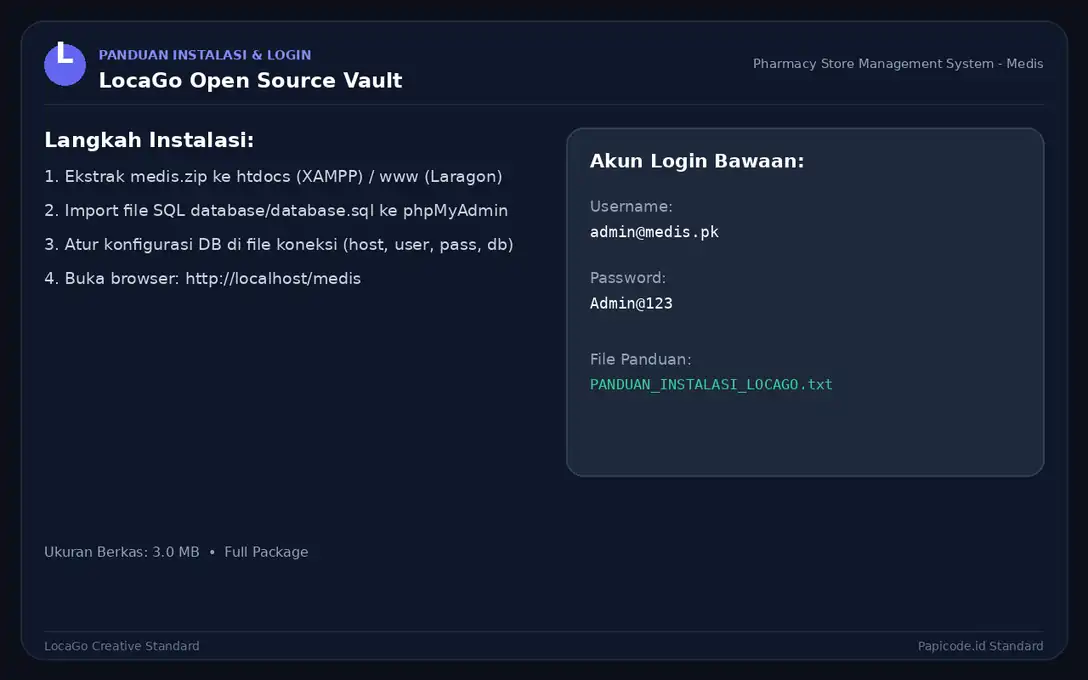 L
PANDUAN INSTALASI & LOGIN
LocaGo Open Source Vault
Pharmacy Store Management System - Medis
Langkah Instalasi:
1. Ekstrak medis.zip ke htdocs (XAMPP) / www (Laragon)
2. Import file SQL database/database.sql ke phpMyAdmin
3. Atur konfigurasi DB di file koneksi (host, user, pass, db)
4. Buka browser: http://localhost/medis
Akun Login Bawaan:
Username:
admin@medis.pk
Password:
Admin@123
File Panduan:
PANDUAN_INSTALASI_LOCAGO.txt
Ukuran Berkas: 3.0 MB • Full Package
LocaGo Creative Standard
Papicode.id Standard